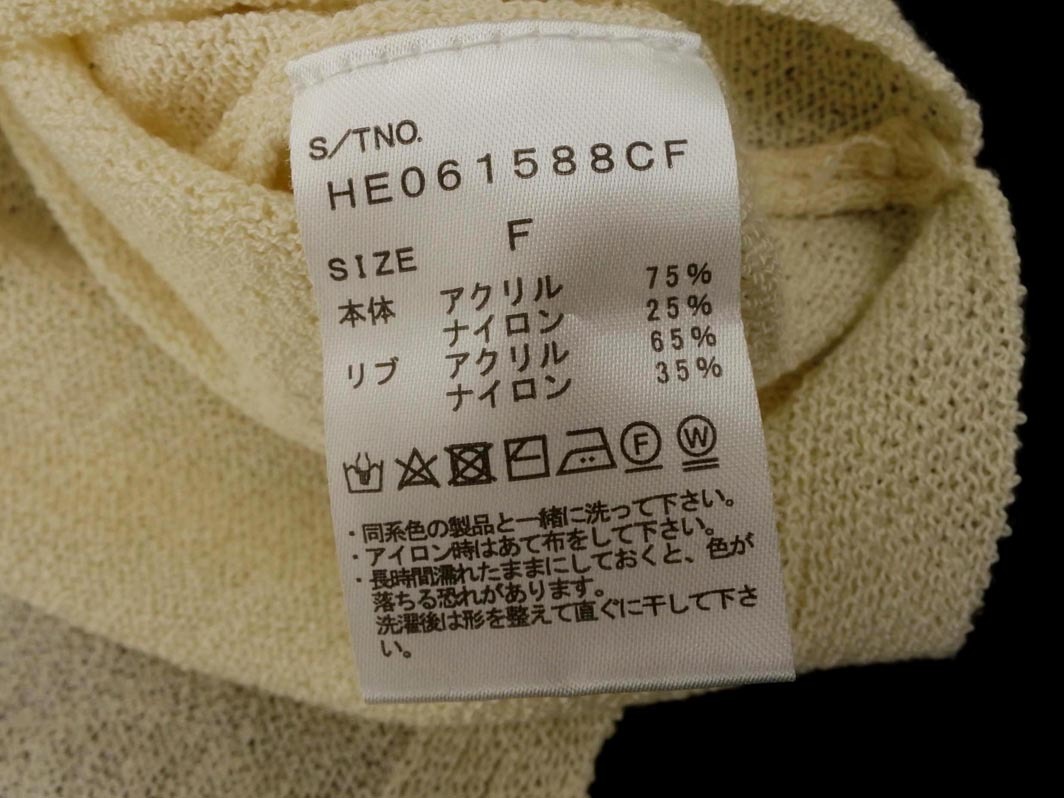 S/TNO.
HE061588CF
SIZE F
本体 アクリル 75%
ナイロン 25%
リブ アクリル 65%
ナイロン 35%
F W
・同系色の製品と一緒に洗って下さい。
・アイロン時はあて布をして下さい。
・長時間濡れたままにしておくと、色が
落ちる恐れがあります。
洗濯後は形を整えて直ぐに干して下さ
い。